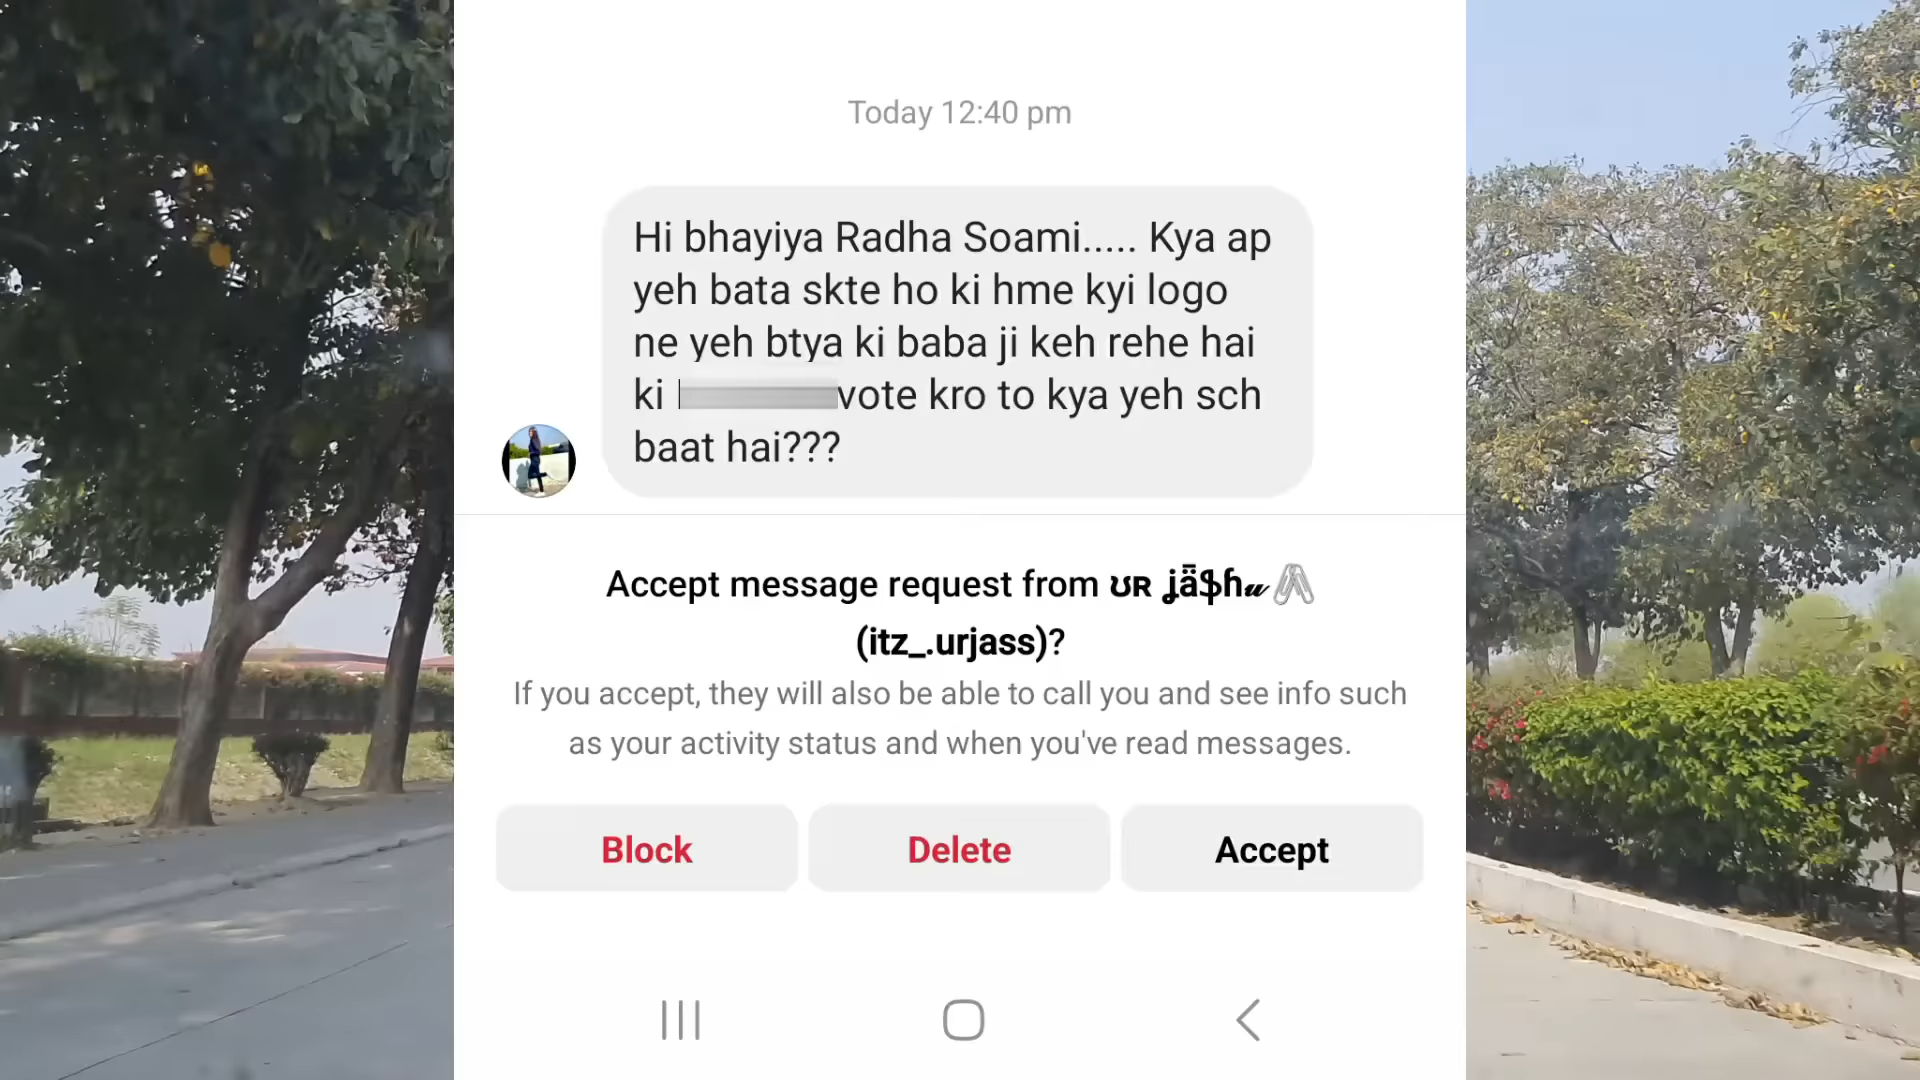 Today 12:40 pm
Hi bhayiya Radha Soami..... Kya ap
yeh bata skte ho ki hme kyi logo
ne yeh btya ki baba ji keh rehe hai
ki vote kro to kya yeh sch
baat hai???
Accept message request from ʊʀ ʝä$ɦ𝓊🖇️
(itz_.urjass)?
If you accept, they will also be able to call you and see info such
as your activity status and when you've read messages.
Block Delete Accept